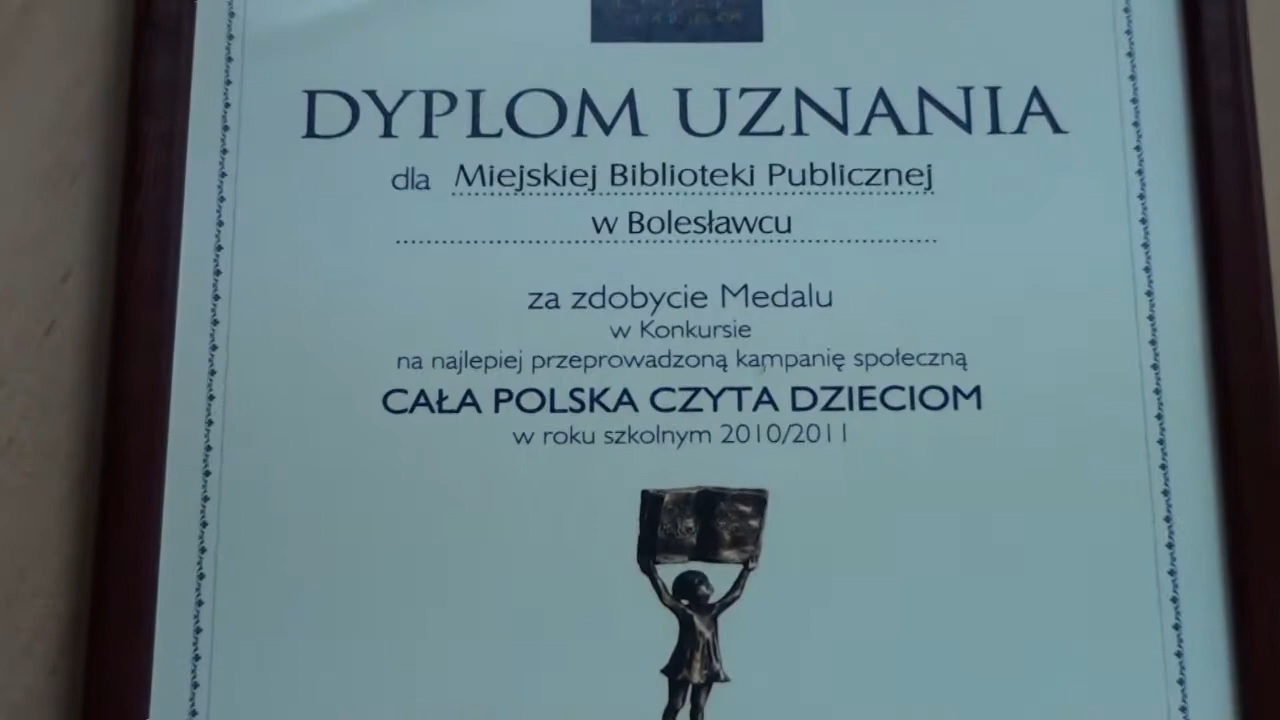 DYPLOM UZNANIA
dla Miejskiej Biblioteki Publicznej
w Bolesławcu
za zdobycie Medalu
w Konkursie
na najlepiej przeprowadzoną kampanię społeczną
CAŁA POLSKA CZYTA DZIECIOM
w roku szkolnym 2010/2011